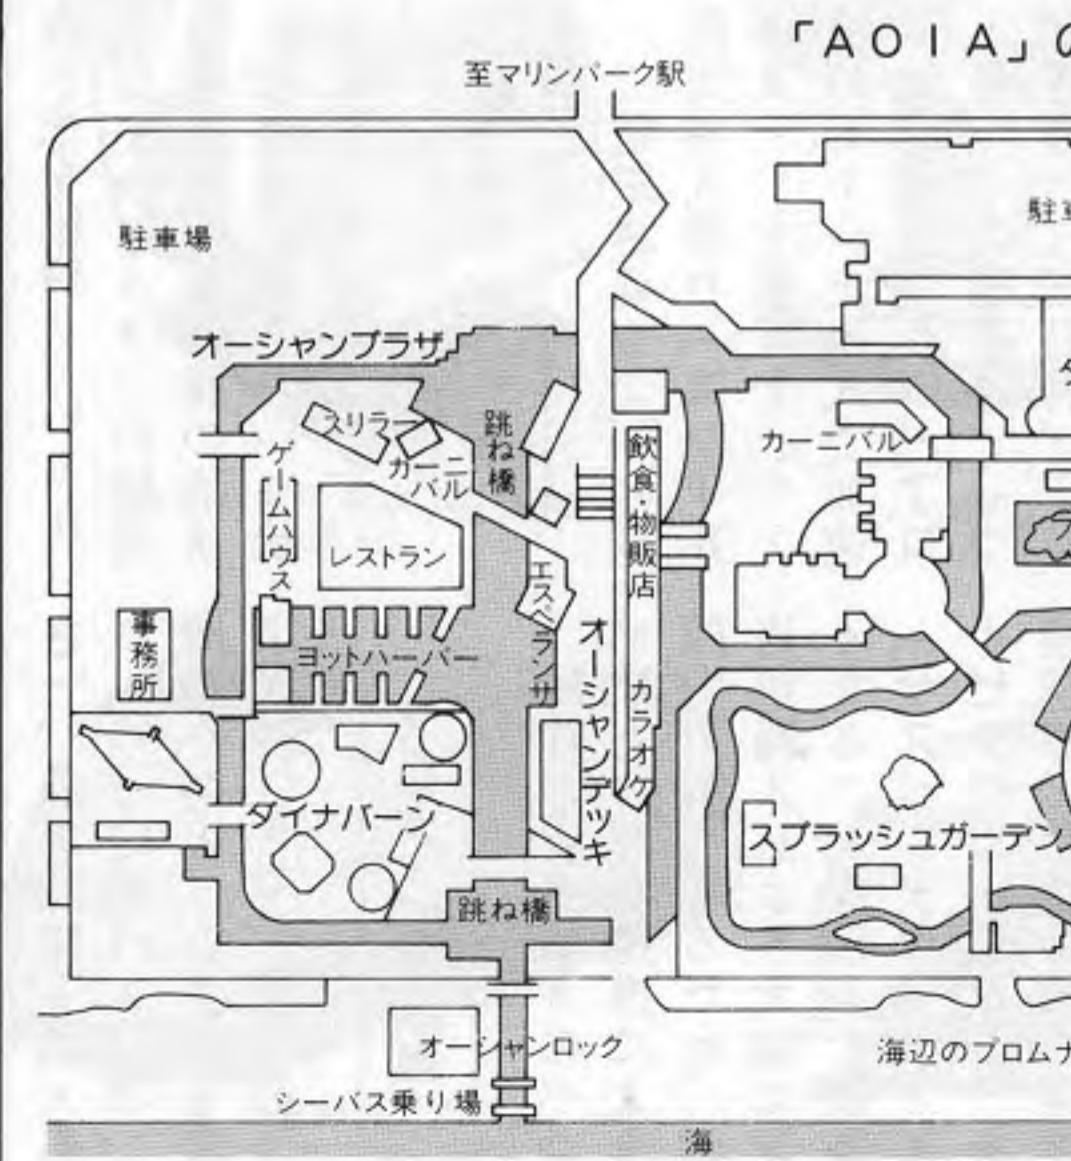 「AOIA」の
至マリンパーク駅
駐車場
駐車
オーシャンプラザ
スリラー
カーニバル
跳ね橋
飲食・物販店
カーニバル
ゲームハウス
レストラン
エスペランサ
事務所
ヨットハーバー
オーシャンデッキ
カラオケ
ダイナバーン
スプラッシュガーデン
跳ね橋
オーシャンロック
海辺のプロムナ
シーバス乗り場
海